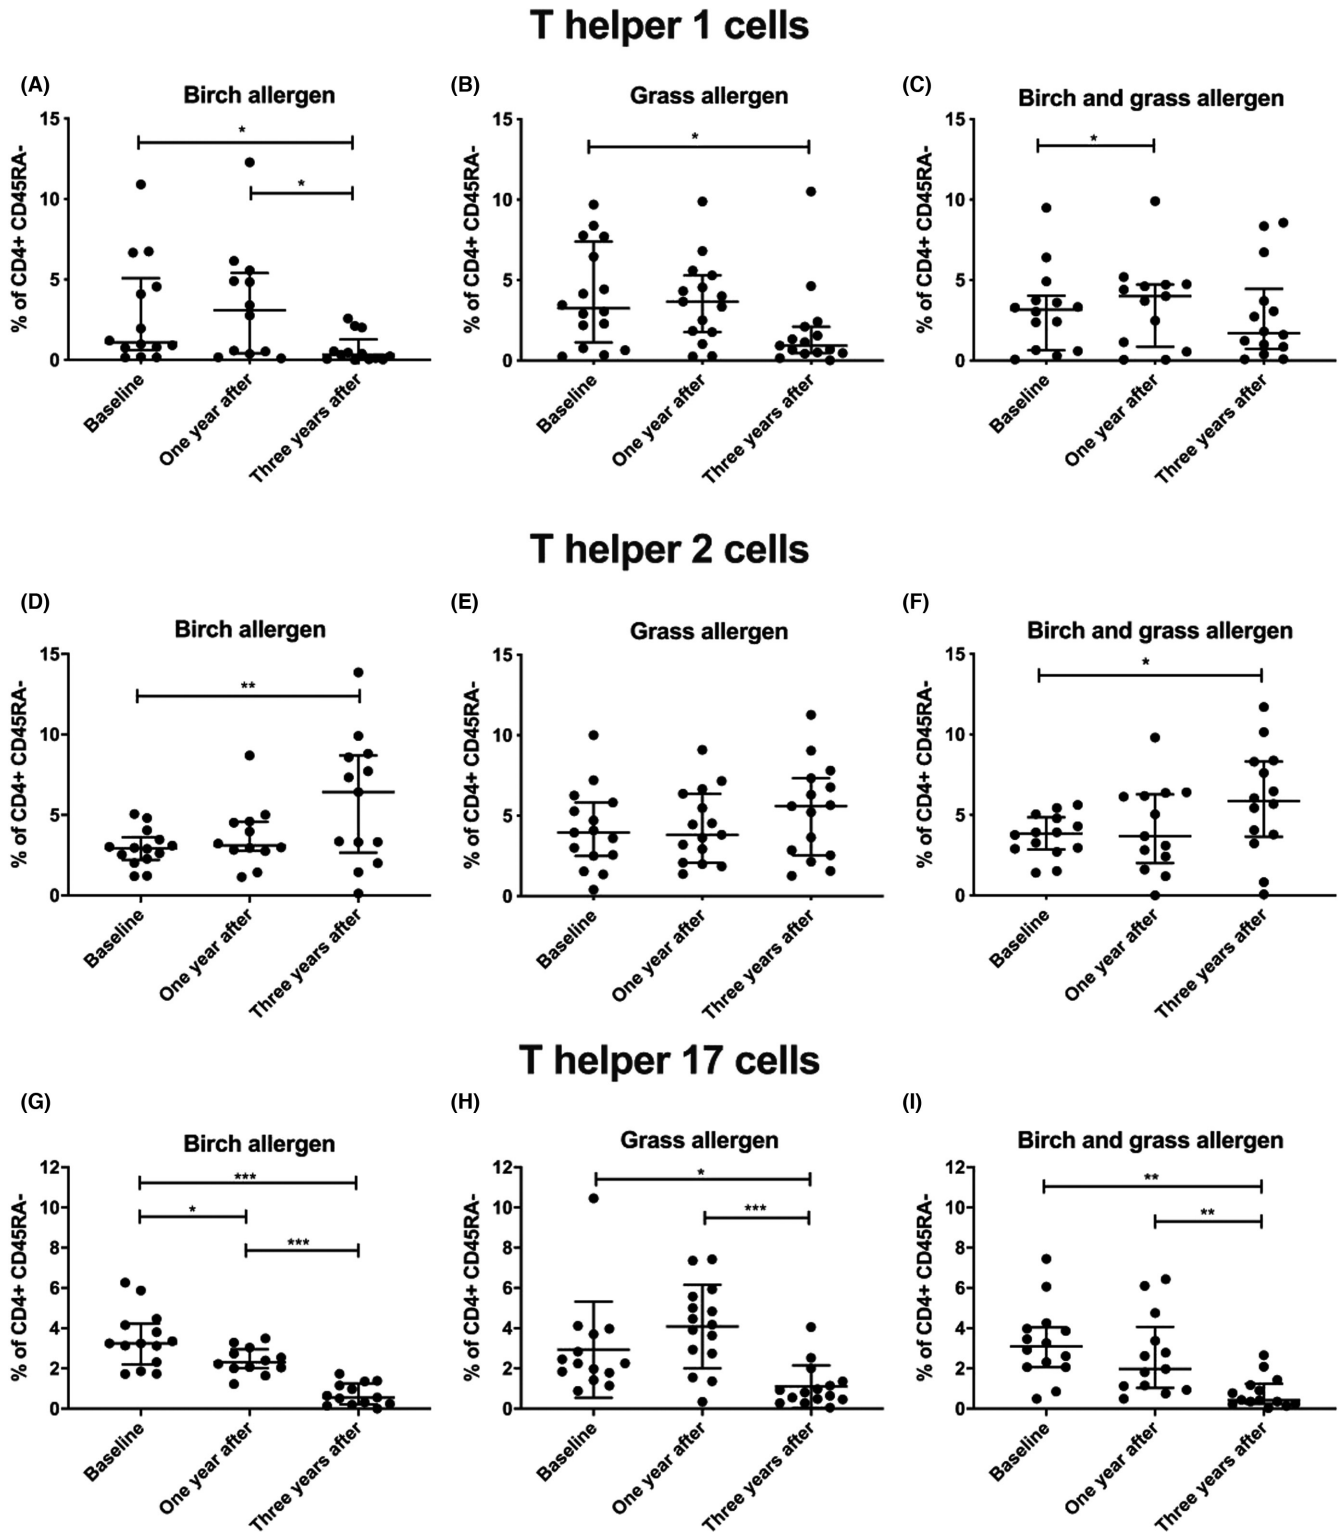 T helper 1 cells
(A)
Birch allergen
% of CD4+ CD45RA-
15
10
5
0
*
*
Baseline
One year after
Three years after
(B)
Grass allergen
% of CD4+ CD45RA-
15
10
5
0
*
Baseline
One year after
Three years after
(C)
Birch and grass allergen
% of CD4+ CD45RA-
15
10
5
0
*
Baseline
One year after
Three years after
T helper 2 cells
(D)
Birch allergen
% of CD4+ CD45RA-
15
10
5
0
**
Baseline
One year after
Three years after
(E)
Grass allergen
% of CD4+ CD45RA-
15
10
5
0
Baseline
One year after
Three years after
(F)
Birch and grass allergen
% of CD4+ CD45RA-
15
10
5
0
*
Baseline
One year after
Three years after
T helper 17 cells
(G)
Birch allergen
% of CD4+ CD45RA-
12
10
8
6
4
2
0
***
*
***
Baseline
One year after
Three years after
(H)
Grass allergen
% of CD4+ CD45RA-
12
10
8
6
4
2
0
*
***
Baseline
One year after
Three years after
(I)
Birch and grass allergen
% of CD4+ CD45RA-
12
10
8
6
4
2
0
**
**
Baseline
One year after
Three years after